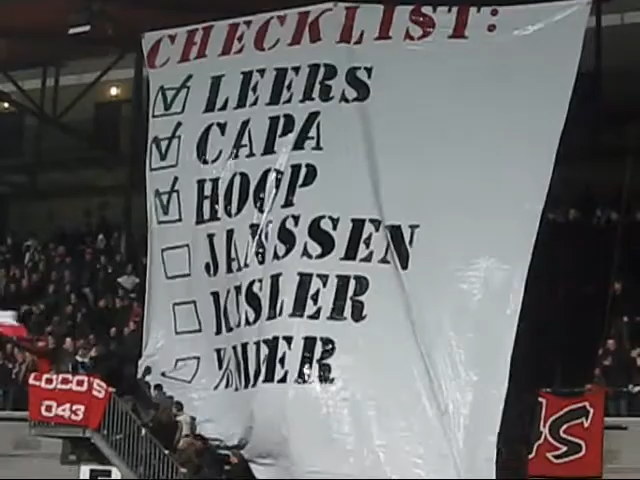 CHECKLIST:
LEERS
CAPA
HOOP
JANSSEN
LOCO'S
043